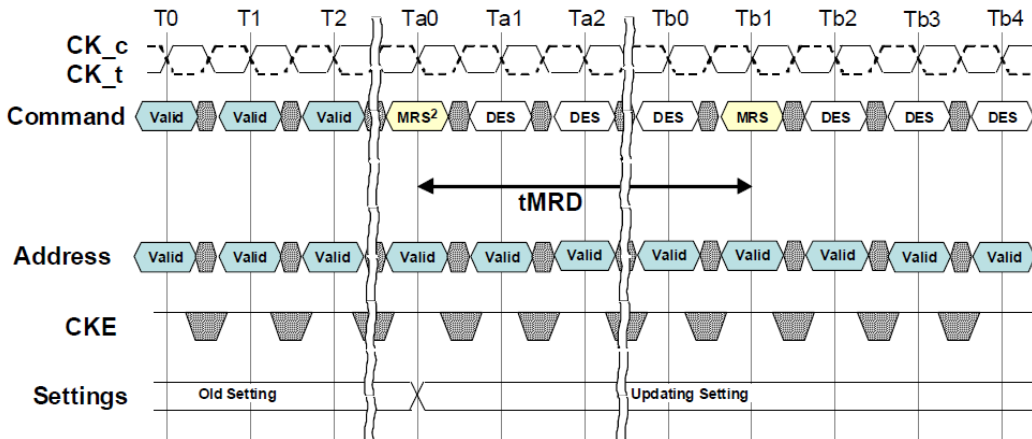 T0 T1 T2 Ta0 Ta1 Ta2 Tb0 Tb1 Tb2 Tb3 Tb4
CK_c
CK_t
Command Valid Valid Valid MRS² DES DES DES MRS DES DES DES
tMRD
Address Valid Valid Valid Valid Valid Valid Valid Valid Valid Valid Valid
CKE
Settings Old Setting Updating Setting